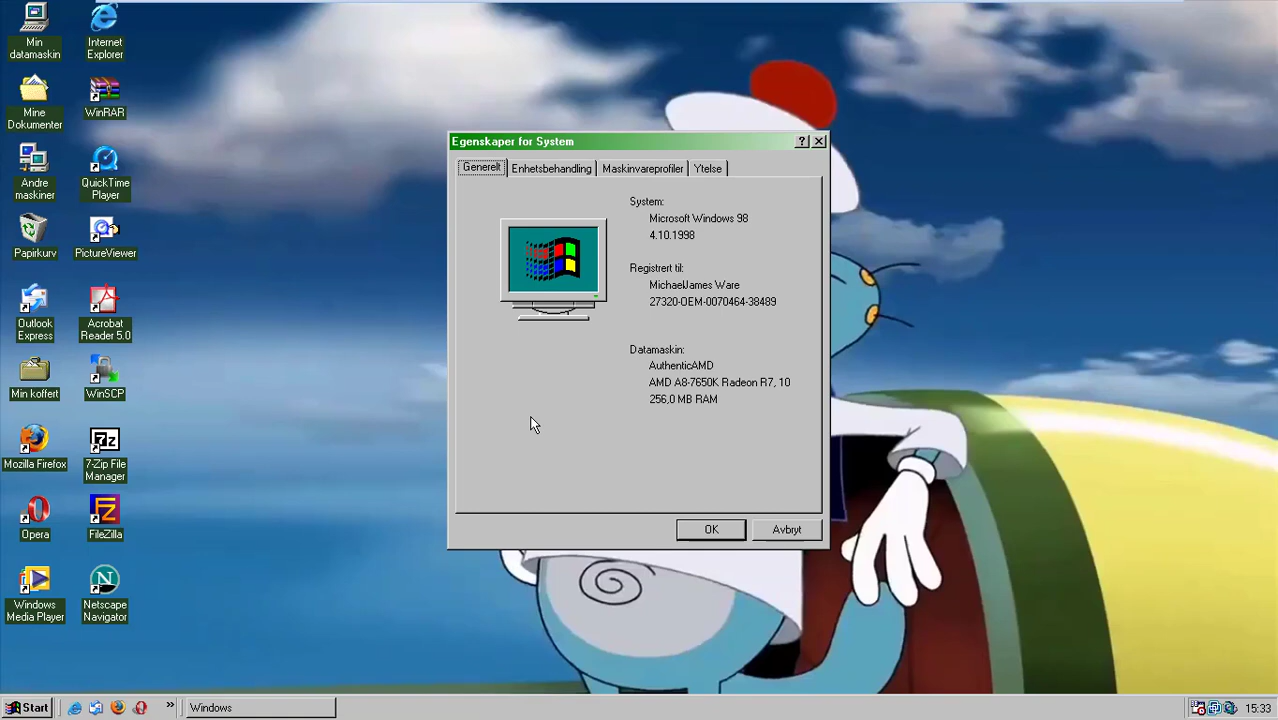 Min
datamaskin
Internet
Explorer
Mine
Dokumenter
WinRAR
Andre
maskiner
QuickTime
Player
Papirkurv
PictureViewer
Outlook
Express
Acrobat
Reader 5.0
Min koffert
WinSCP
Mozilla Firefox
7-Zip File
Manager
Opera
FileZilla
Windows
Media Player
Netscape
Navigator
Egenskaper for System
Generelt
Enhetsbehandling
Maskinvareprofiler
Ytelse
System:
Microsoft Windows 98
4.10.1998
Registrert til:
MichaelJames Ware
27320-OEM-0070464-38489
Datamaskin:
AuthenticAMD
AMD A8-7650K Radeon R7, 10
256,0 MB RAM
OK
Avbryt
Start
Windows
15:33